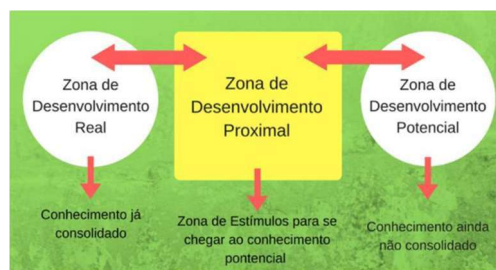 Zona de
Desenvolvimento
Real
Zona de
Desenvolvimento
Proximal
Zona de
Desenvolvimento
Potencial
Conhecimento já
consolidado
Zona de Estímulos para se
chegar ao conhecimento
pontencial
Conhecimento ainda
não consolidado